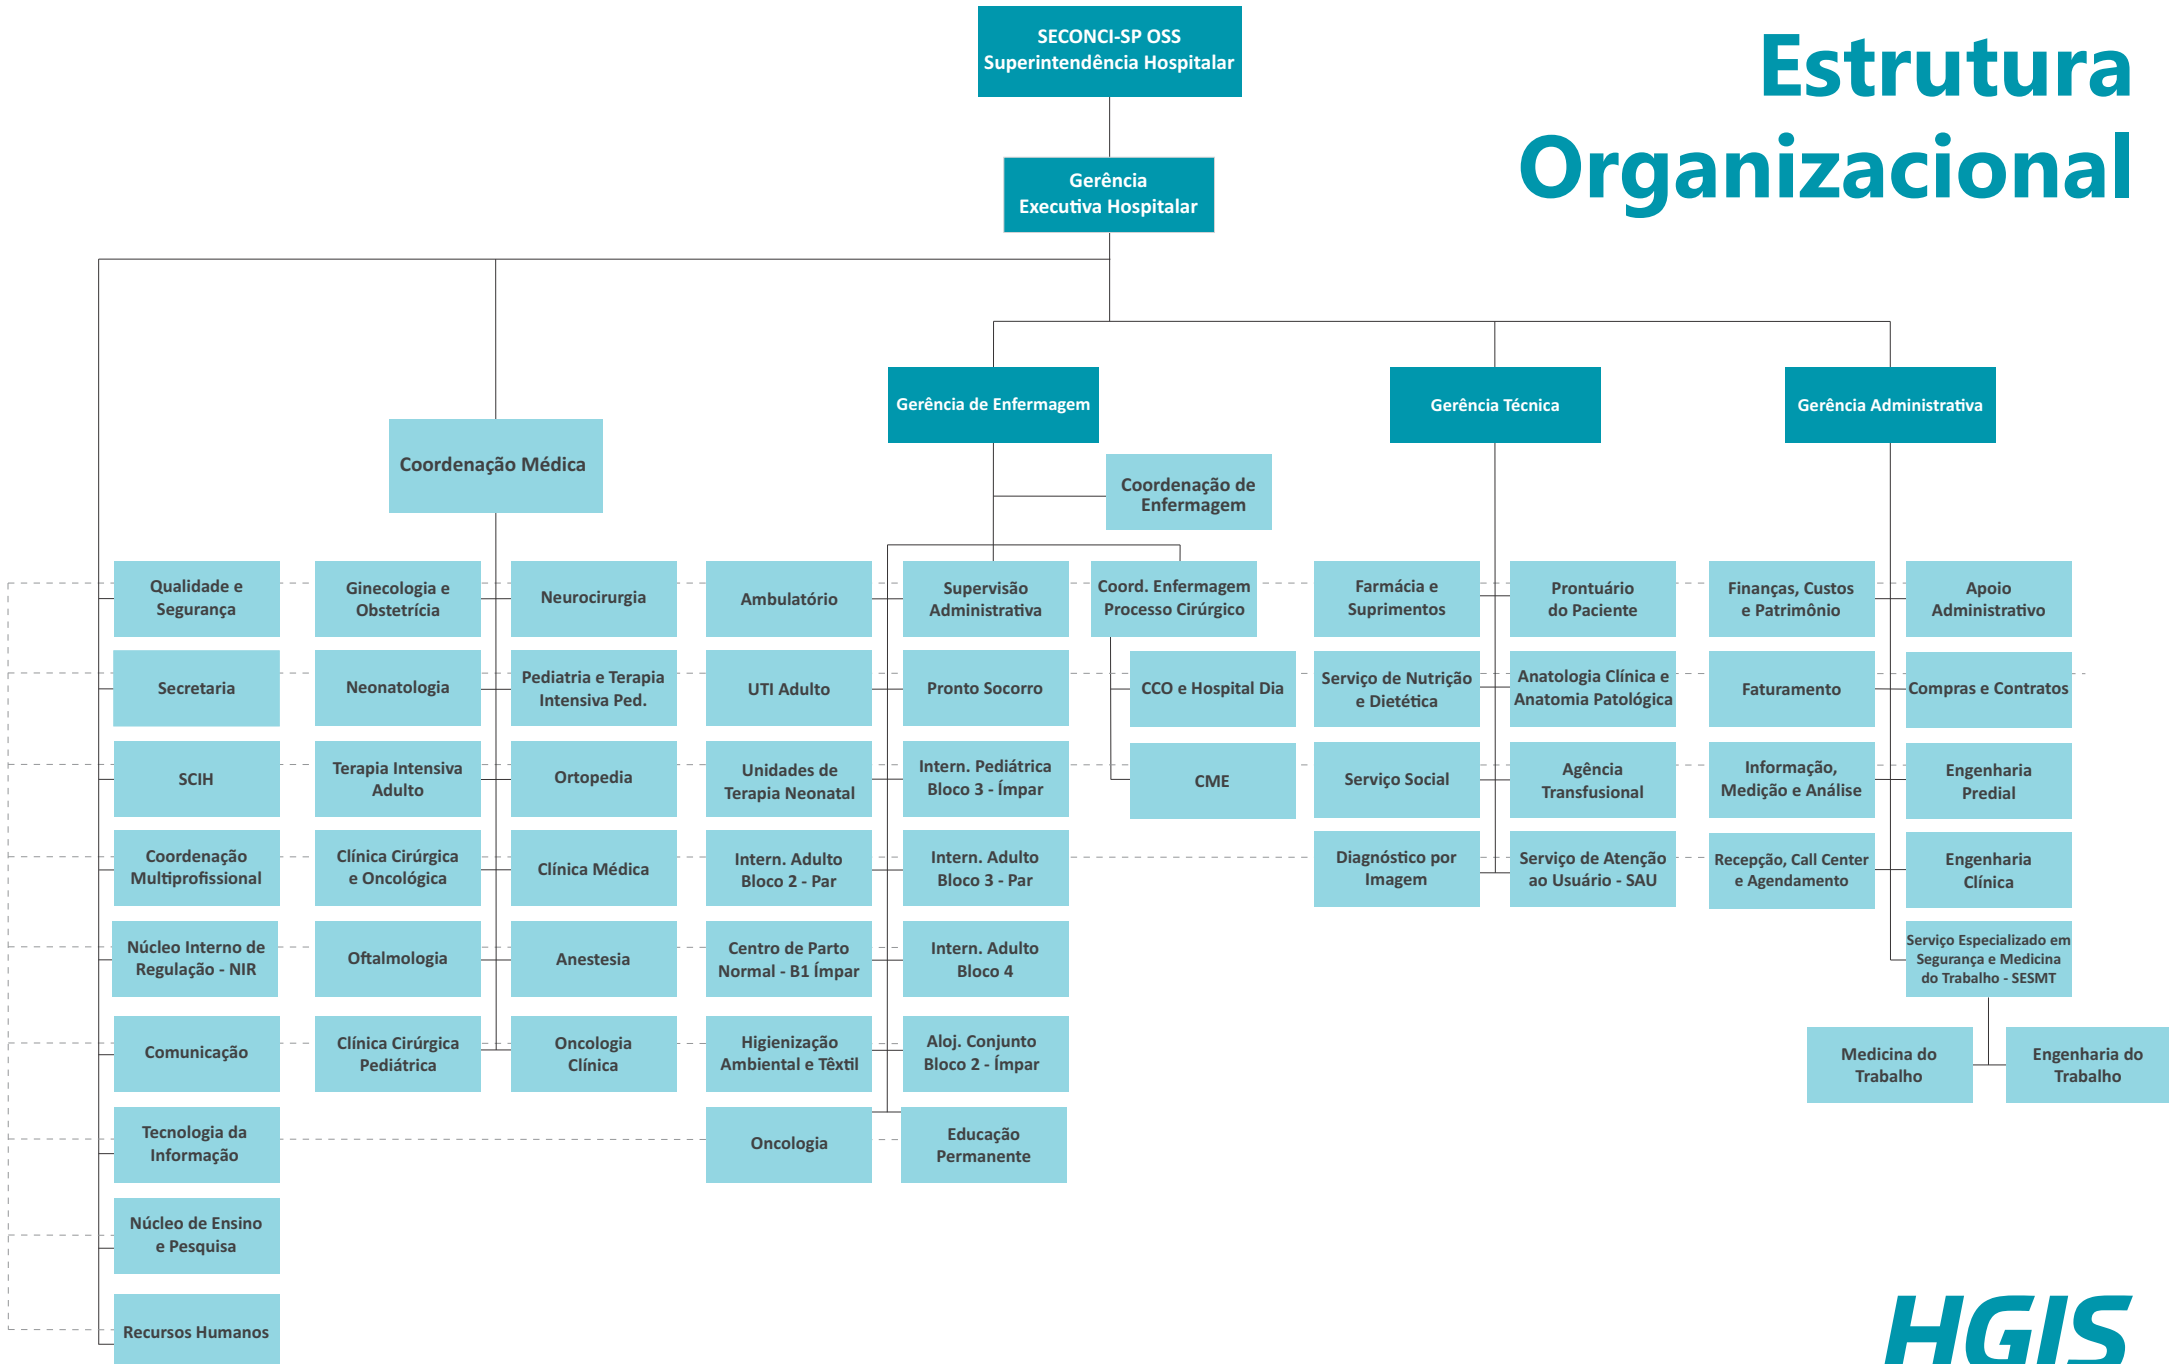 SECONCI-SP OSS
Superintendência Hospitalar
Estrutura
Organizacional
Gerência
Executiva Hospitalar
Gerência de Enfermagem
Gerência Técnica
Gerência Administrativa
Coordenação Médica
Coordenação de
Enfermagem
Qualidade e
Segurança
Ginecologia e
Obstetrícia
Neurocirurgia
Ambulatório
Supervisão
Administrativa
Coord. Enfermagem
Processo Cirúrgico
Farmácia e
Suprimentos
Prontuário
do Paciente
Finanças, Custos
e Patrimônio
Apoio
Administrativo
Secretaria
Neonatologia
Pediatria e Terapia
Intensiva Ped.
UTI Adulto
Pronto Socorro
CCO e Hospital Dia
Serviço de Nutrição
e Dietética
Anatologia Clínica e
Anatomia Patológica
Faturamento
Compras e Contratos
SCIH
Terapia Intensiva
Adulto
Ortopedia
Unidades de
Terapia Neonatal
Intern. Pediátrica
Bloco 3 - Ímpar
CME
Serviço Social
Agência
Transfusional
Informação,
Medição e Análise
Engenharia
Predial
Coordenação
Multiprofissional
Clínica Cirúrgica
e Oncológica
Clínica Médica
Intern. Adulto
Bloco 2 - Par
Intern. Adulto
Bloco 3 - Par
Diagnóstico por
Imagem
Serviço de Atenção
ao Usuário - SAU
Recepção, Call Center
e Agendamento
Engenharia
Clínica
Núcleo Interno de
Regulação - NIR
Oftalmologia
Anestesia
Centro de Parto
Normal - B1 Ímpar
Intern. Adulto
Bloco 4
Serviço Especializado em
Segurança e Medicina
do Trabalho - SESMT
Comunicação
Clínica Cirúrgica
Pediátrica
Oncologia
Clínica
Higienização
Ambiental e Têxtil
Aloj. Conjunto
Bloco 2 - Ímpar
Medicina do
Trabalho
Engenharia do
Trabalho
Tecnologia da
Informação
Oncologia
Educação
Permanente
Núcleo de Ensino
e Pesquisa
Recursos Humanos
HGIS